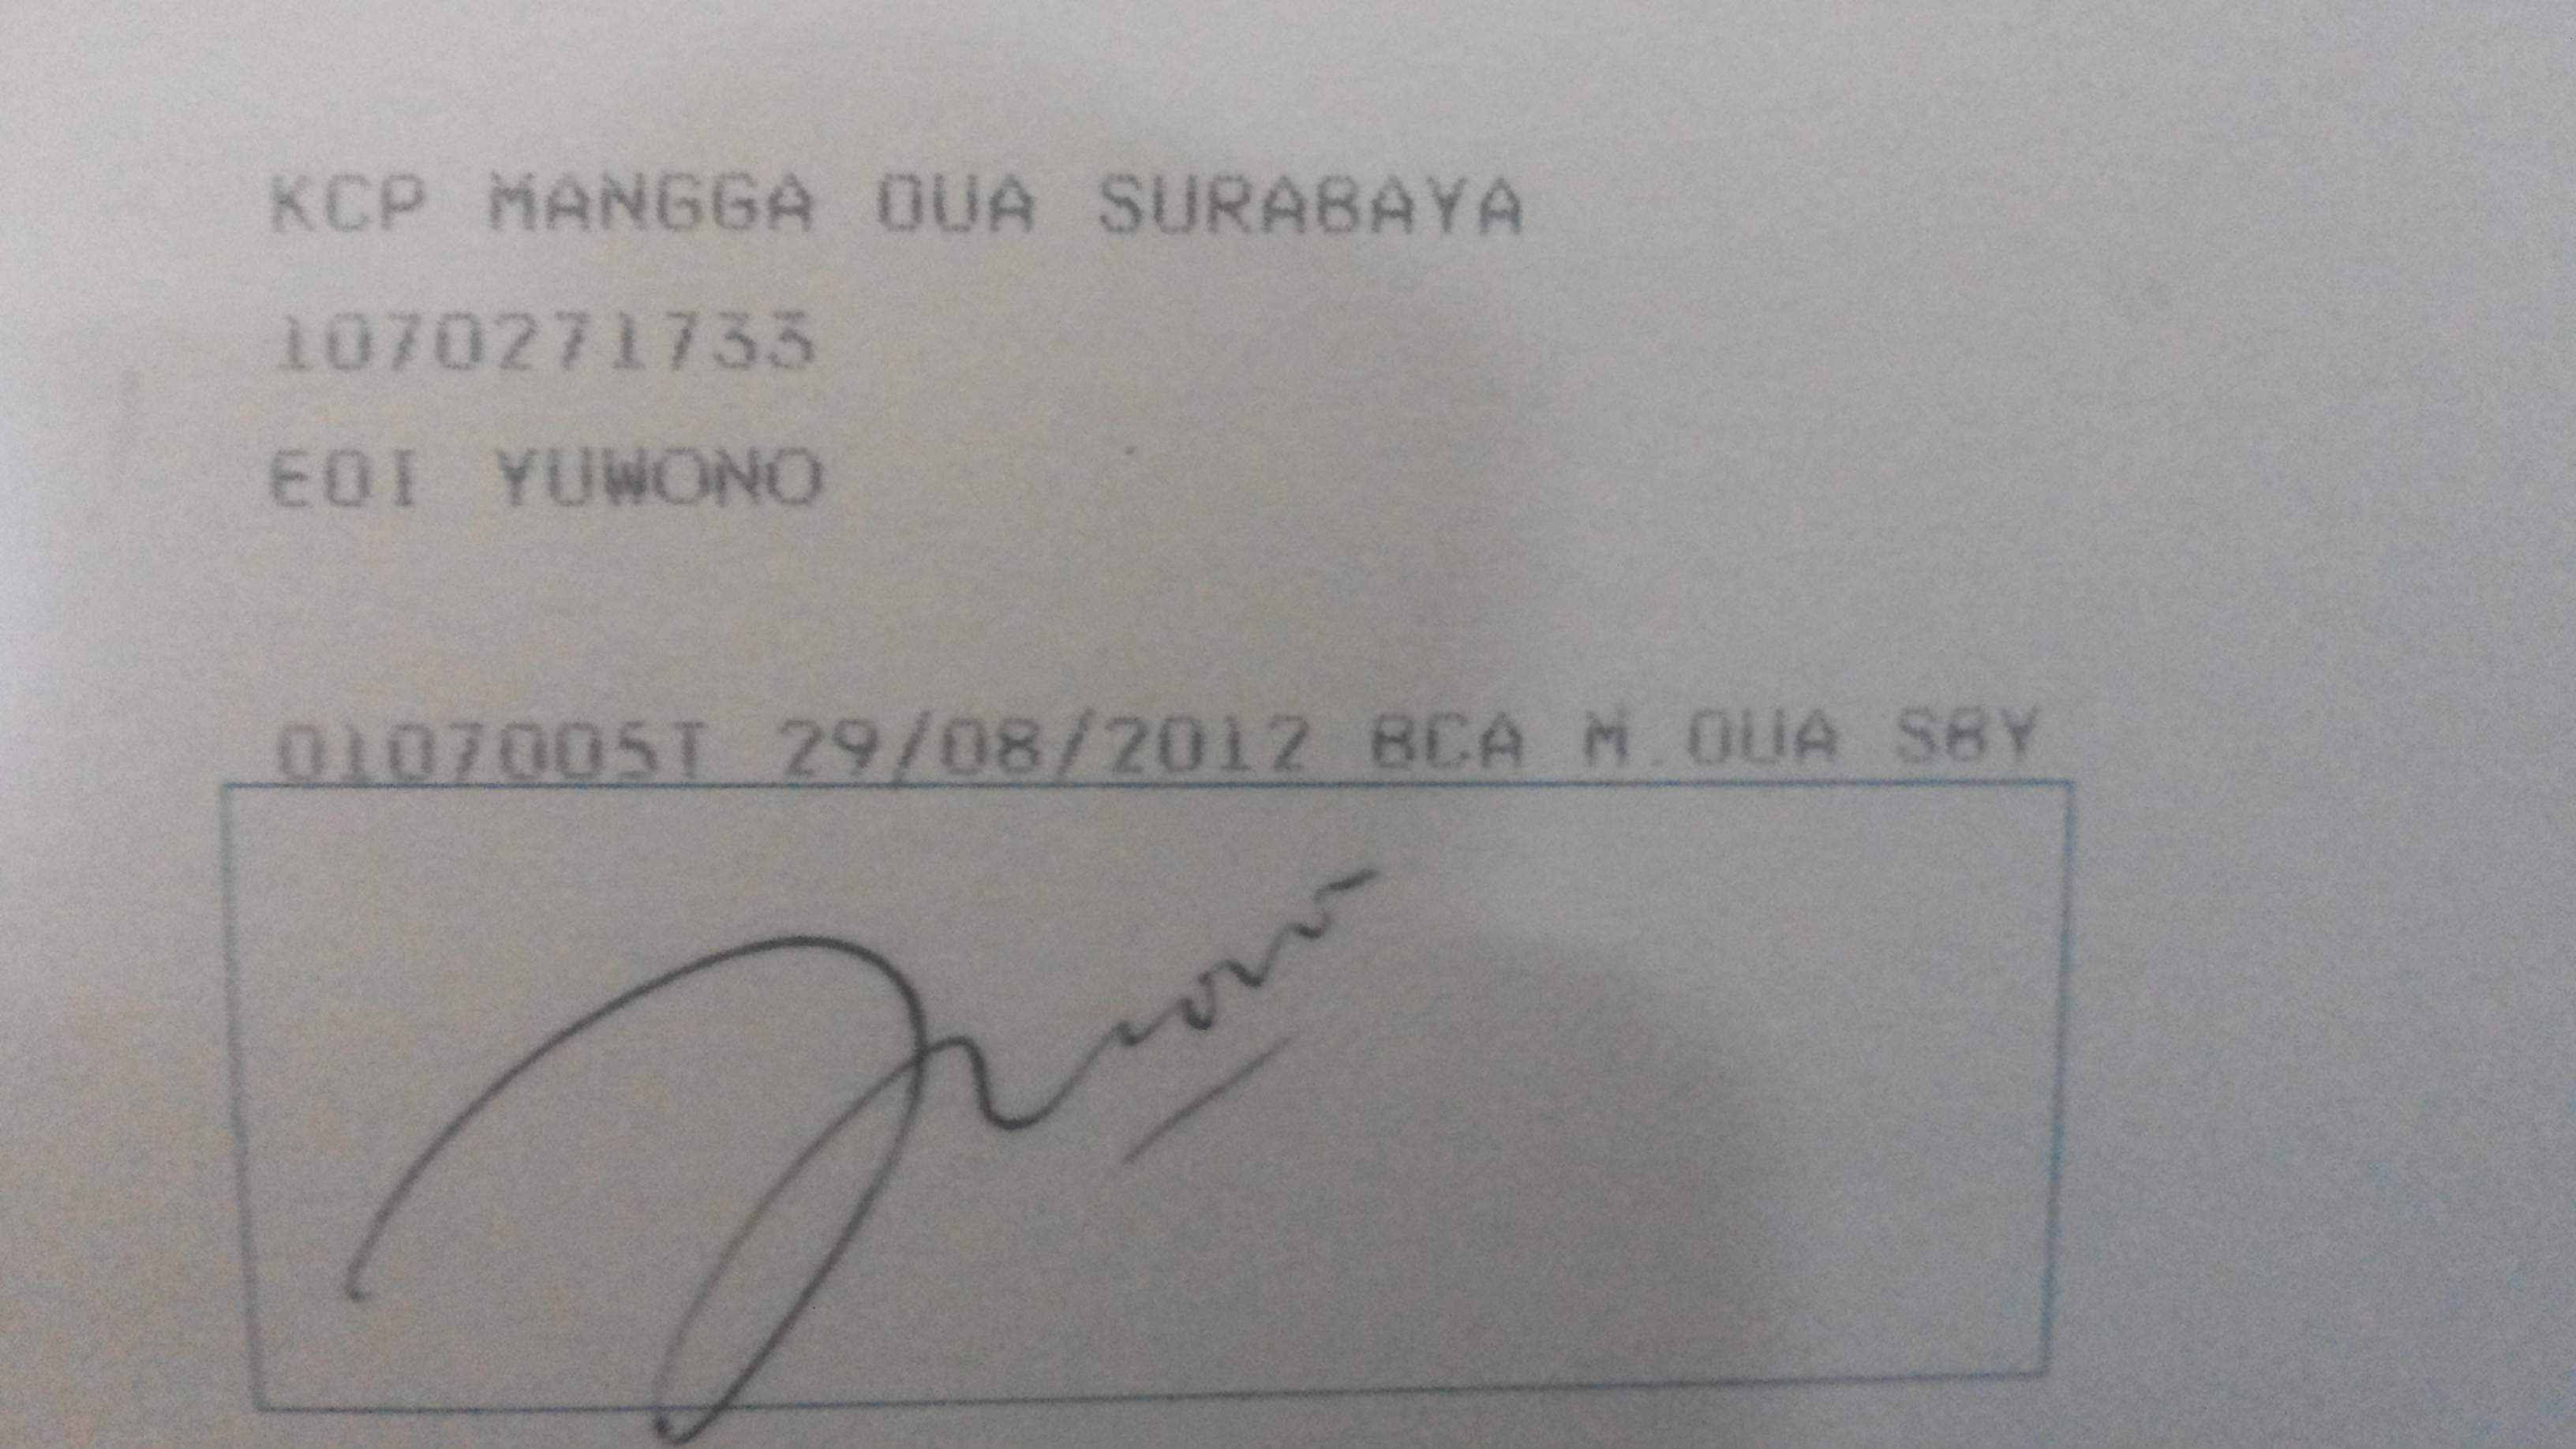 KCP MANGGA DUA SURABAYA
1070271733
EDI YUWONO
0107005T 29/08/2012 BCA M.DUA SBY